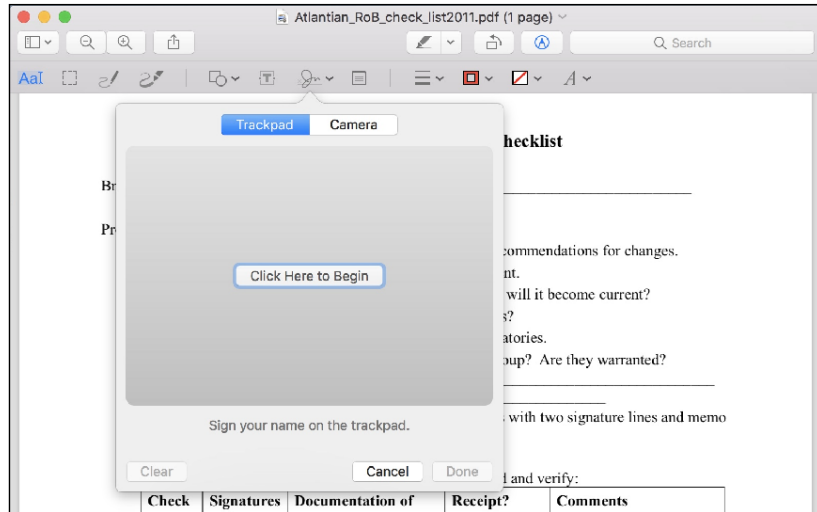 Atlantian_RoB_check_list2011.pdf (1 page)
Search
AaI
T
A
Trackpad Camera
hecklist
Br
Pr
commendations for changes.
Click Here to Begin
nt.
will it become current?
s?
atories.
oup? Are they warranted?
Sign your name on the trackpad.
with two signature lines and memo
Clear Cancel Done
d and verify:
Check Signatures Documentation of Receipt? Comments